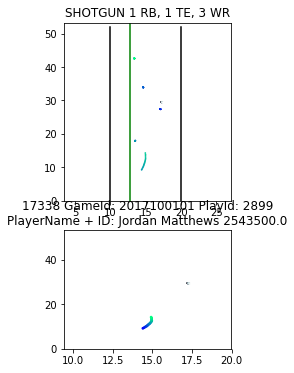 SHOTGUN 1 RB, 1 TE, 3 WR
50
40
30
20
10
0
5 10 15 20 25
17338 GameId: 2017100101 PlayId: 2899
PlayerName + ID: Jordan Matthews 2543500.0
40
20
0
10.0 12.5 15.0 17.5 20.0